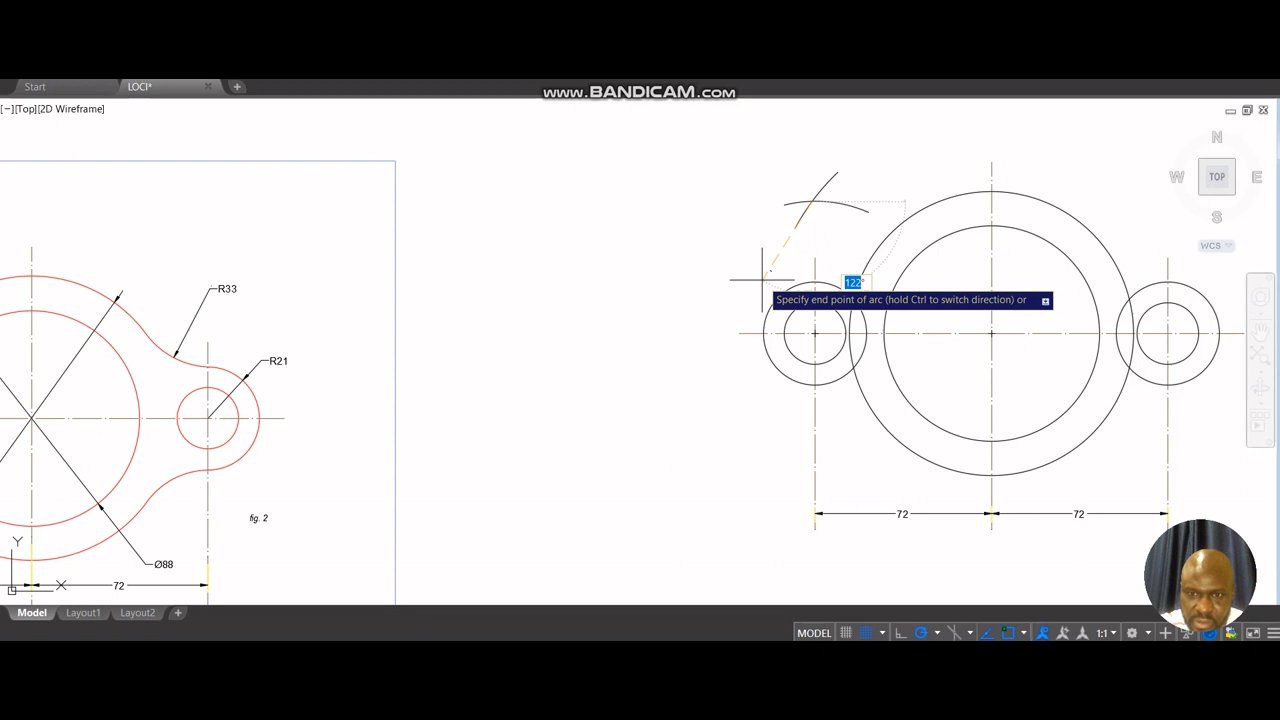 Start
LOCI*
www.BANDICAM.com
[−][Top][2D Wireframe]
N
W
TOP
E
S
WCS
R33
R21
122°
Specify end point of arc (hold Ctrl to switch direction) or
72
72
fig. 2
Y
Ø88
X
72
Model
Layout1
Layout2
MODEL
1:1